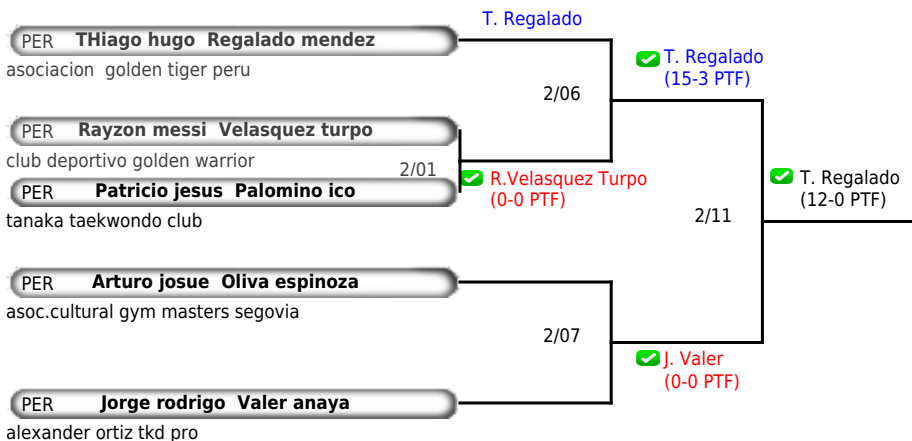 T. Regalado
PER THiago hugo Regalado mendez
asociacion golden tiger peru
T. Regalado
(15-3 PTF)
2/06
PER Rayzon messi Velasquez turpo
club deportivo golden warrior
2/01
R.Velasquez Turpo
(0-0 PTF)
PER Patricio jesus Palomino ico
tanaka taekwondo club
T. Regalado
(12-0 PTF)
2/11
PER Arturo josue Oliva espinoza
asoc.cultural gym masters segovia
2/07
J. Valer
(0-0 PTF)
PER Jorge rodrigo Valer anaya
alexander ortiz tkd pro